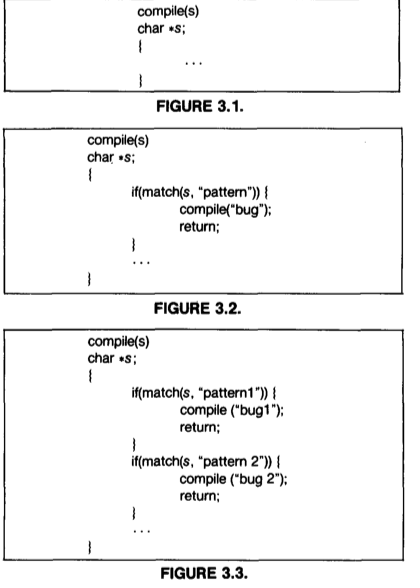 compile(s)
char *s;
{
...
}
FIGURE 3.1.
compile(s)
char *s;
{
if(match(s, "pattern")) {
compile("bug");
return;
}
...
}
FIGURE 3.2.
compile(s)
char *s;
{
if(match(s, "pattern1")) {
compile ("bug1");
return;
}
if(match(s, "pattern 2")) {
compile ("bug 2");
return;
}
...
}
FIGURE 3.3.